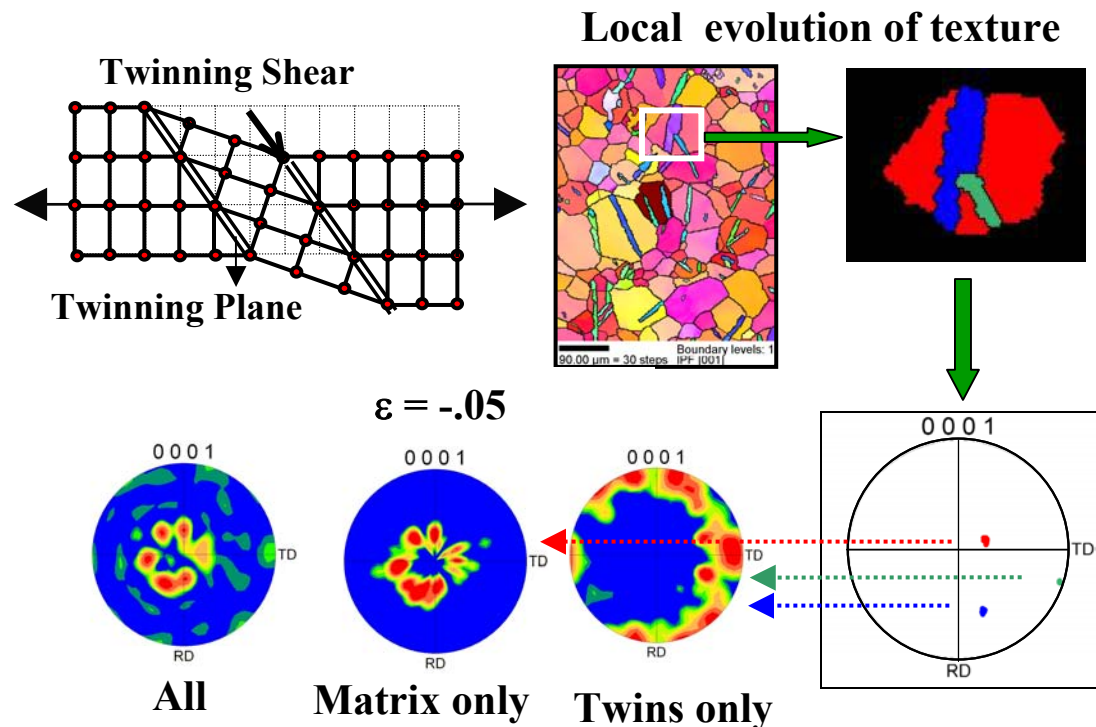 Local evolution of texture
Twinning Shear
Twinning Plane
90.00 µm = 30 steps
Boundary levels: 1
IPF [001]
ε = -.05
0 0 0 1
TD
RD
All
0 0 0 1
TD
RD
Matrix only
0 0 0 1
TD
RD
Twins only
0 0 0 1
TD
RD